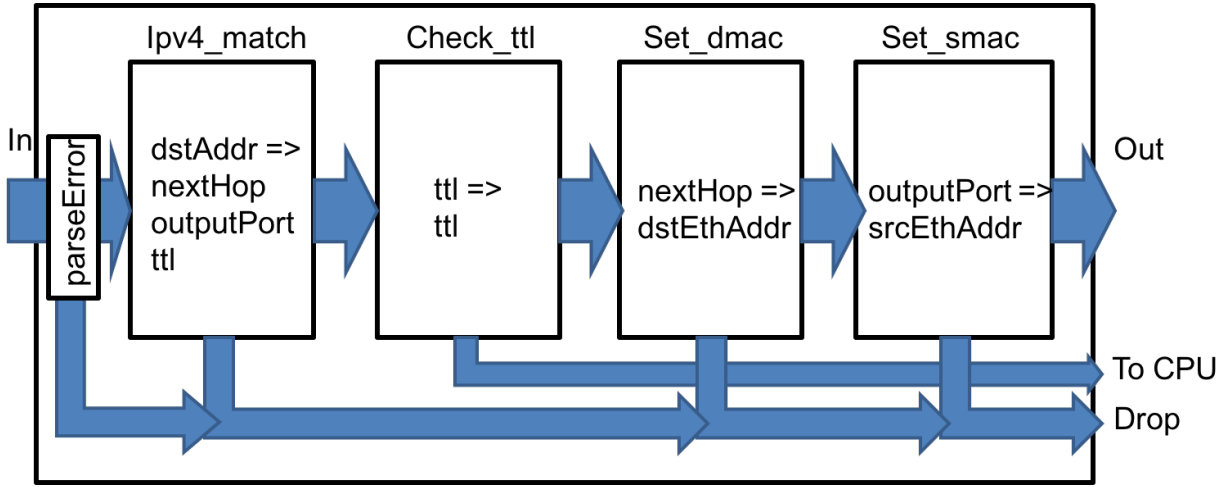 Ipv4_match
Check_ttl
Set_dmac
Set_smac
In
parseError
dstAddr =>
nextHop
outputPort
ttl
ttl =>
ttl
nextHop =>
dstEthAddr
outputPort =>
srcEthAddr
Out
To CPU
Drop